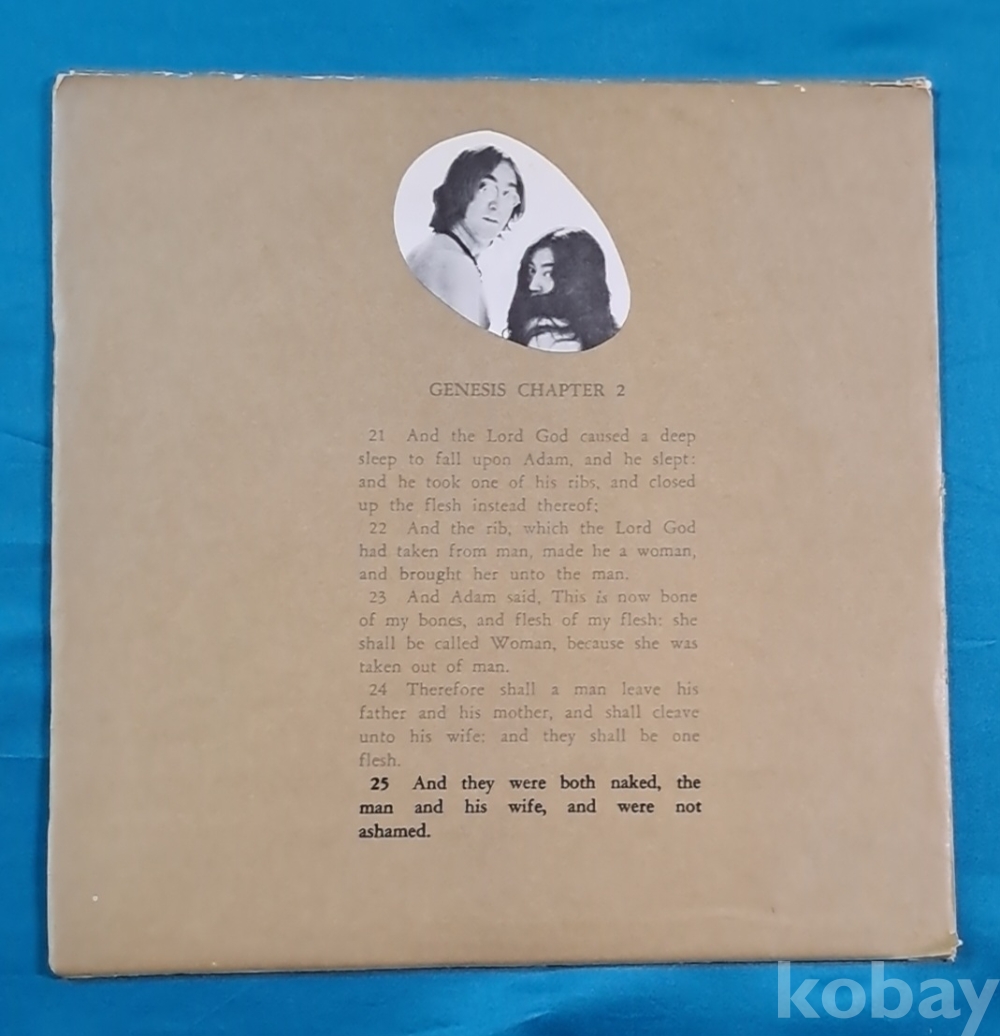 GENESIS CHAPTER 2
21 And the Lord God caused a deep
sleep to fall upon Adam, and he slept:
and he took one of his ribs, and closed
up the flesh instead thereof;
22 And the rib, which the Lord God
had taken from man, made he a woman,
and brought her unto the man.
23 And Adam said, This is now bone
of my bones, and flesh of my flesh: she
shall be called Woman, because she was
taken out of man.
24 Therefore shall a man leave his
father and his mother, and shall cleave
unto his wife: and they shall be one
flesh.
25 And they were both naked, the
man and his wife, and were not
ashamed.
kobay